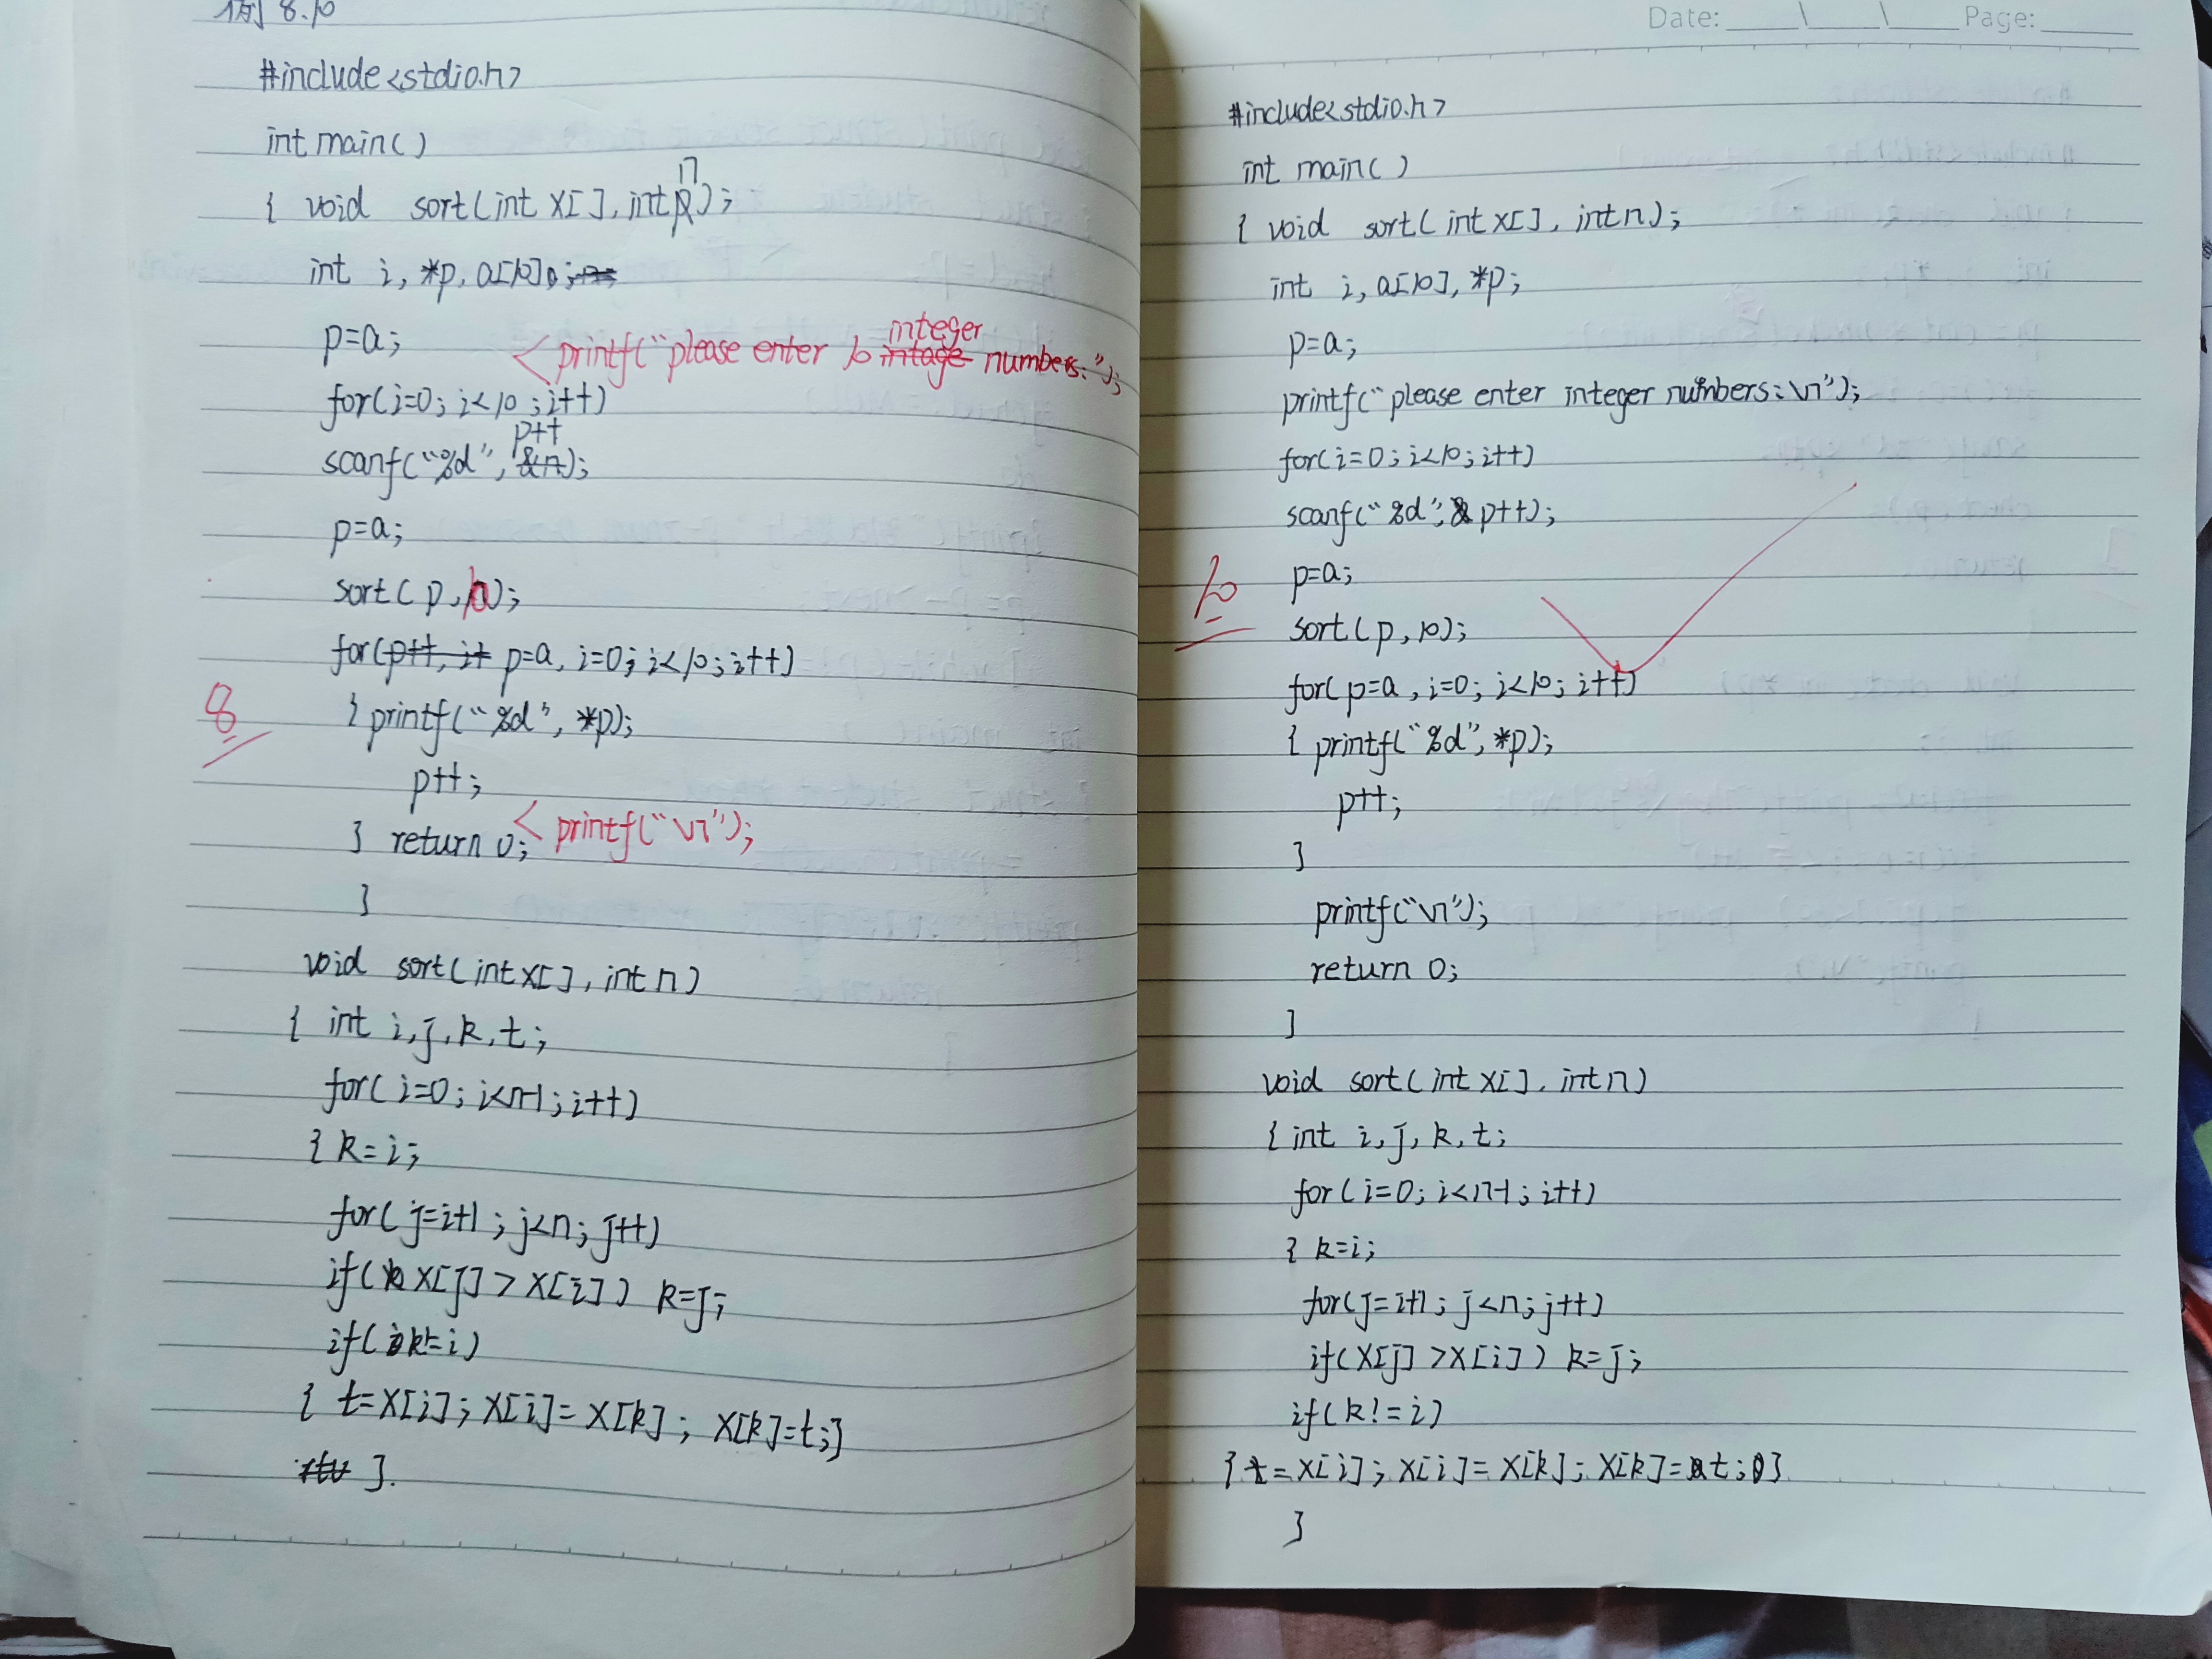 例 8.10
#include<stdio.h>
int main()
{ void sort(int x[], int n);
int i, *p, a[10];
p=a;
< printf("please enter 10 integer numbers:");
for(i=0; i<10; i++)
scanf("%d", p++);
p=a;
sort(p, 10);
for( p=a, i=0; i<10; i++)
{ printf("%d", *p);
p++;
< printf("\n");
} return 0;
}
void sort(int x[], int n)
{ int i, j, k, t;
for(i=0; i<n-1; i++)
{ k=i;
for(j=i+1; j<n; j++)
if(x[j] > x[i]) k=j;
if(k!=i)
{ t=x[i]; x[i]=x[k]; x[k]=t;}
}.
8
Date: Page:
#include<stdio.h>
int main()
{ void sort(int x[], int n);
int i, a[10], *p;
p=a;
printf("please enter integer numbers:\n");
for(i=0; i<10; i++)
scanf("%d", p++);
p=a;
sort(p, 10);
for(p=a, i=0; i<10; i++)
{ printf("%d", *p);
p++;
}
printf("\n");
return 0;
}
void sort(int x[], int n)
{ int i, j, k, t;
for(i=0; i<n-1; i++)
{ k=i;
for(j=i+1; j<n; j++)
if(x[j] >x[i]) k=j;
if(k!=i)
{ t=x[i]; x[i]=x[k]; x[k]=t;}
}
10